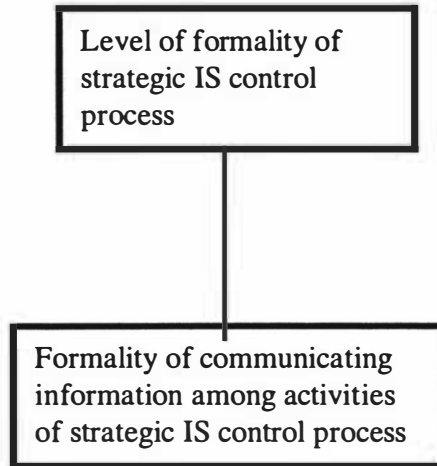 Level of formality of
strategic IS control
process
Formality of communicating
information among activities
of strategic IS control process